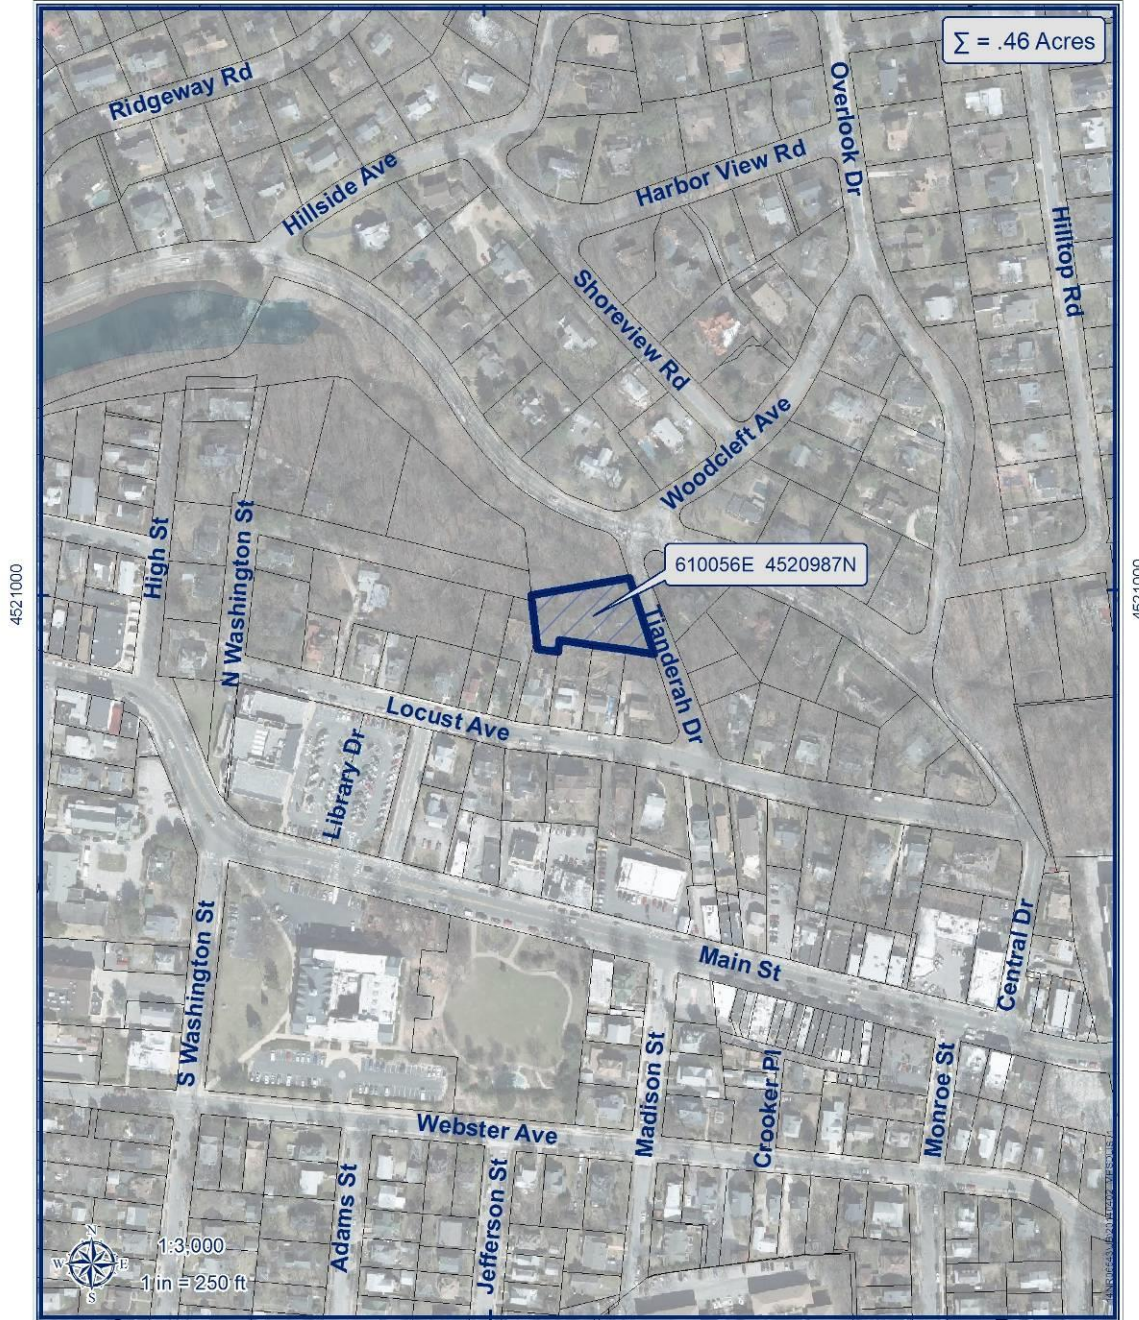 ∑ = .46 Acres
Ridgeway Rd
Overlook Dr
Hillside Ave
Harbor View Rd
Hilltop Rd
Shoreview Rd
Woodcleft Ave
High St
N Washington St
610056E 4520987N
4521000
4521000
Tianderah Dr
Locust Ave
Library Dr
S Washington St
Main St
Central Dr
Madison St
Crooker Pl
Monroe St
Webster Ave
Adams St
Jefferson St
N
W E
S
1:3,000
1 in = 250 ft